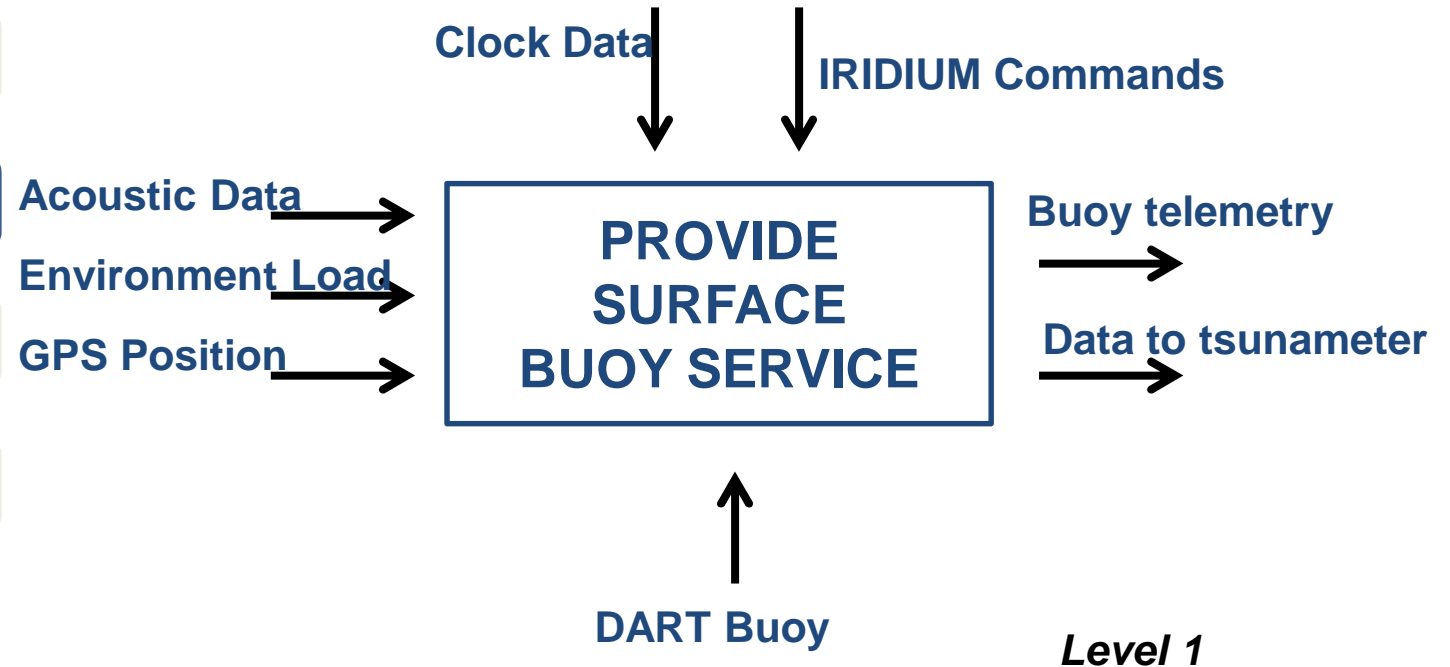 Clock Data
IRIDIUM Commands
Acoustic Data
Environment Load
GPS Position
PROVIDE
SURFACE
BUOY SERVICE
Buoy telemetry
Data to tsunameter
DART Buoy
Level 1